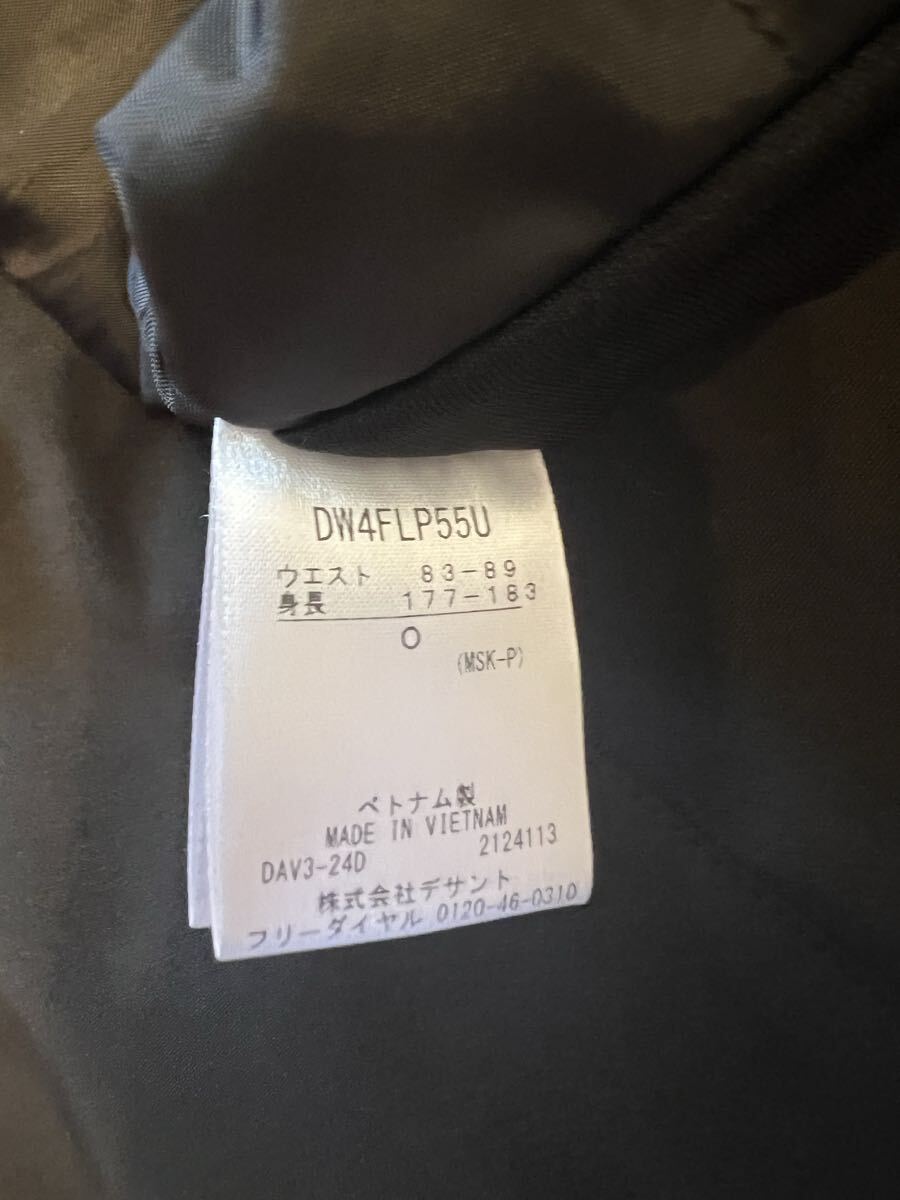 DW4FLP55U
ウエスト 83-89
身長 177-183
O
(MSK-P)
ベトナム製
MADE IN VIETNAM
DAV3-24D 2124113
株式会社デサント
フリーダイヤル 0120-46-0310